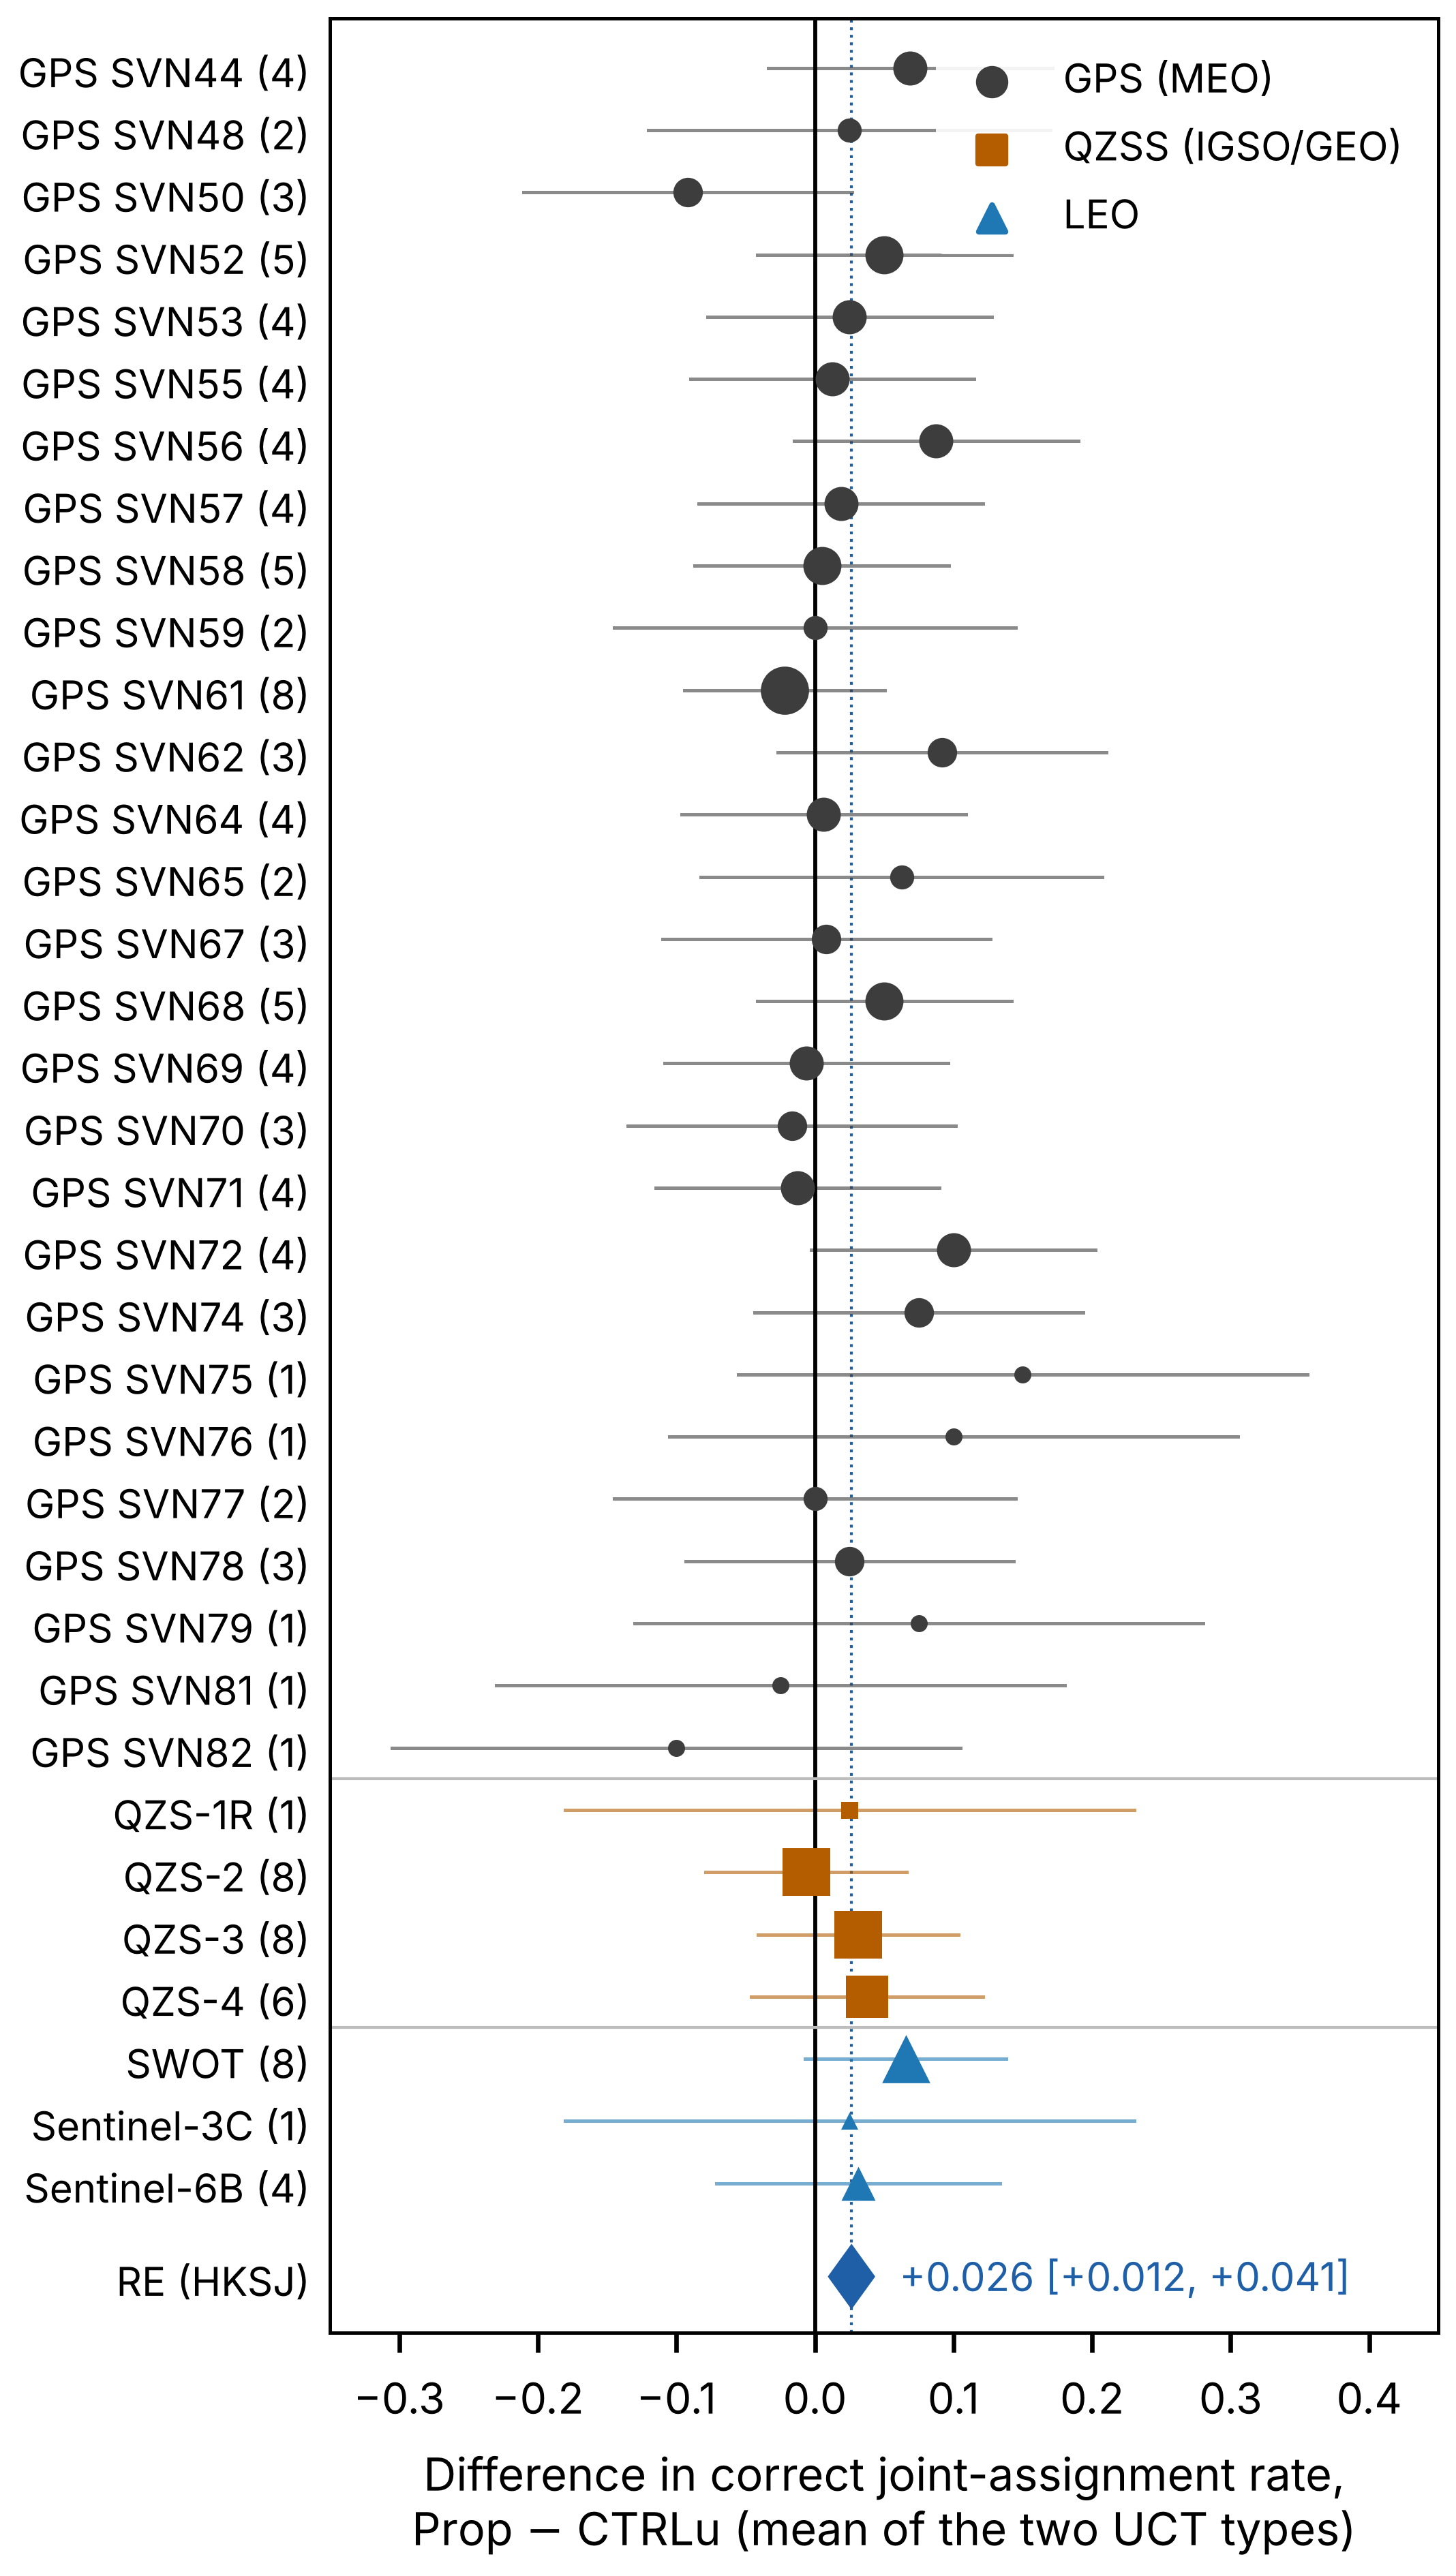 GPS SVN44 (4)
GPS SVN48 (2)
GPS SVN50 (3)
GPS SVN52 (5)
GPS SVN53 (4)
GPS SVN55 (4)
GPS SVN56 (4)
GPS SVN57 (4)
GPS SVN58 (5)
GPS SVN59 (2)
GPS SVN61 (8)
GPS SVN62 (3)
GPS SVN64 (4)
GPS SVN65 (2)
GPS SVN67 (3)
GPS SVN68 (5)
GPS SVN69 (4)
GPS SVN70 (3)
GPS SVN71 (4)
GPS SVN72 (4)
GPS SVN74 (3)
GPS SVN75 (1)
GPS SVN76 (1)
GPS SVN77 (2)
GPS SVN78 (3)
GPS SVN79 (1)
GPS SVN81 (1)
GPS SVN82 (1)
QZS-1R (1)
QZS-2 (8)
QZS-3 (8)
QZS-4 (6)
SWOT (8)
Sentinel-3C (1)
Sentinel-6B (4)
RE (HKSJ)
GPS (MEO)
QZSS (IGSO/GEO)
LEO
+0.026 [+0.012, +0.041]
−0.3 −0.2 −0.1 0.0 0.1 0.2 0.3 0.4
Difference in correct joint-assignment rate,
Prop − CTRLu (mean of the two UCT types)